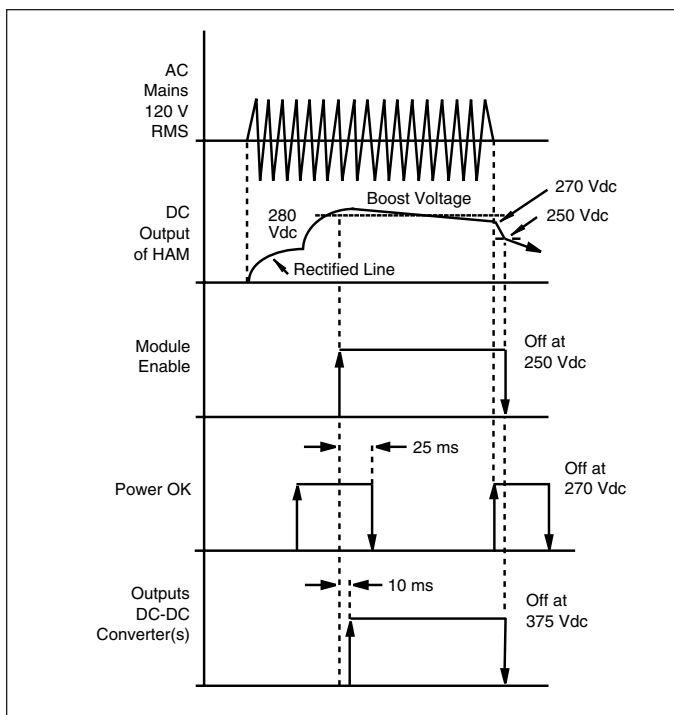 AC
Mains
120 V
RMS
DC
Output
of HAM
280
Vdc
Boost Voltage
270 Vdc
250 Vdc
Rectified Line
Module
Enable
Off at
250 Vdc
25 ms
Power OK
Off at
270 Vdc
Outputs
DC-DC
Converter(s)
10 ms
Off at
375 Vdc